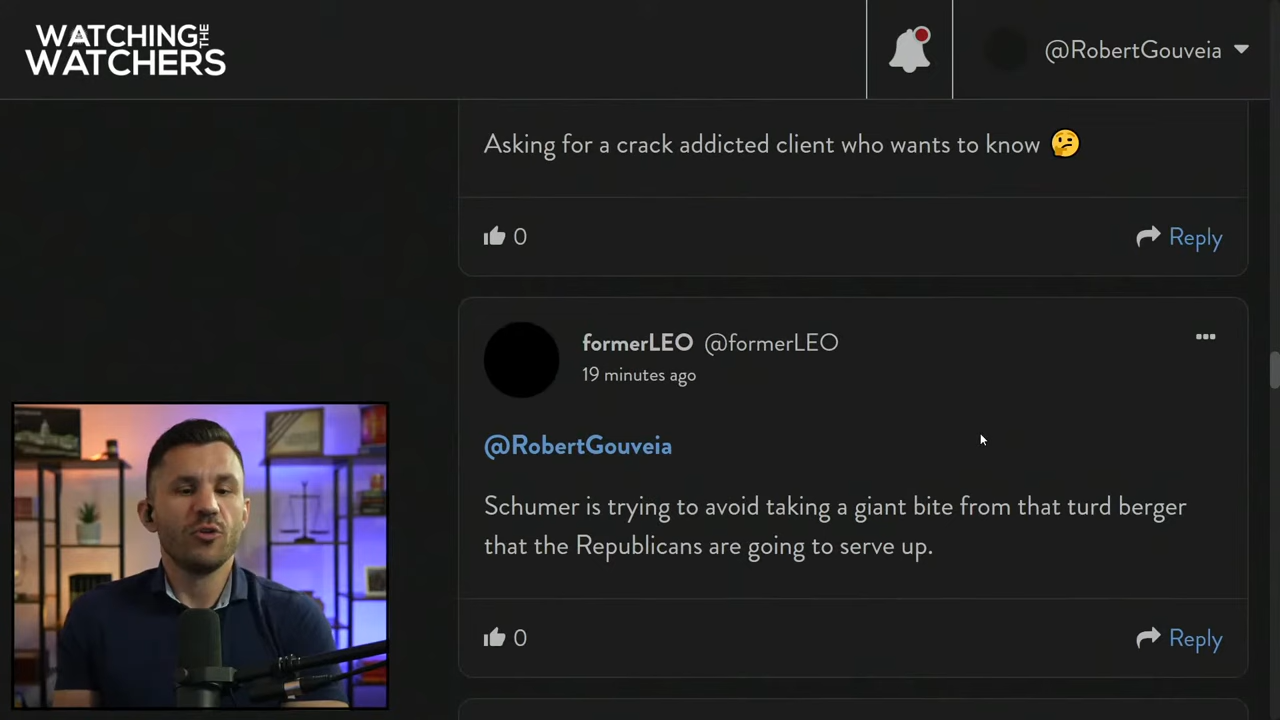 WATCHING THE
WATCHERS
@RobertGouveia
Asking for a crack addicted client who wants to know 🤔
0
Reply
formerLEO @formerLEO
19 minutes ago
@RobertGouveia
Schumer is trying to avoid taking a giant bite from that turd berger
that the Republicans are going to serve up.
0
Reply